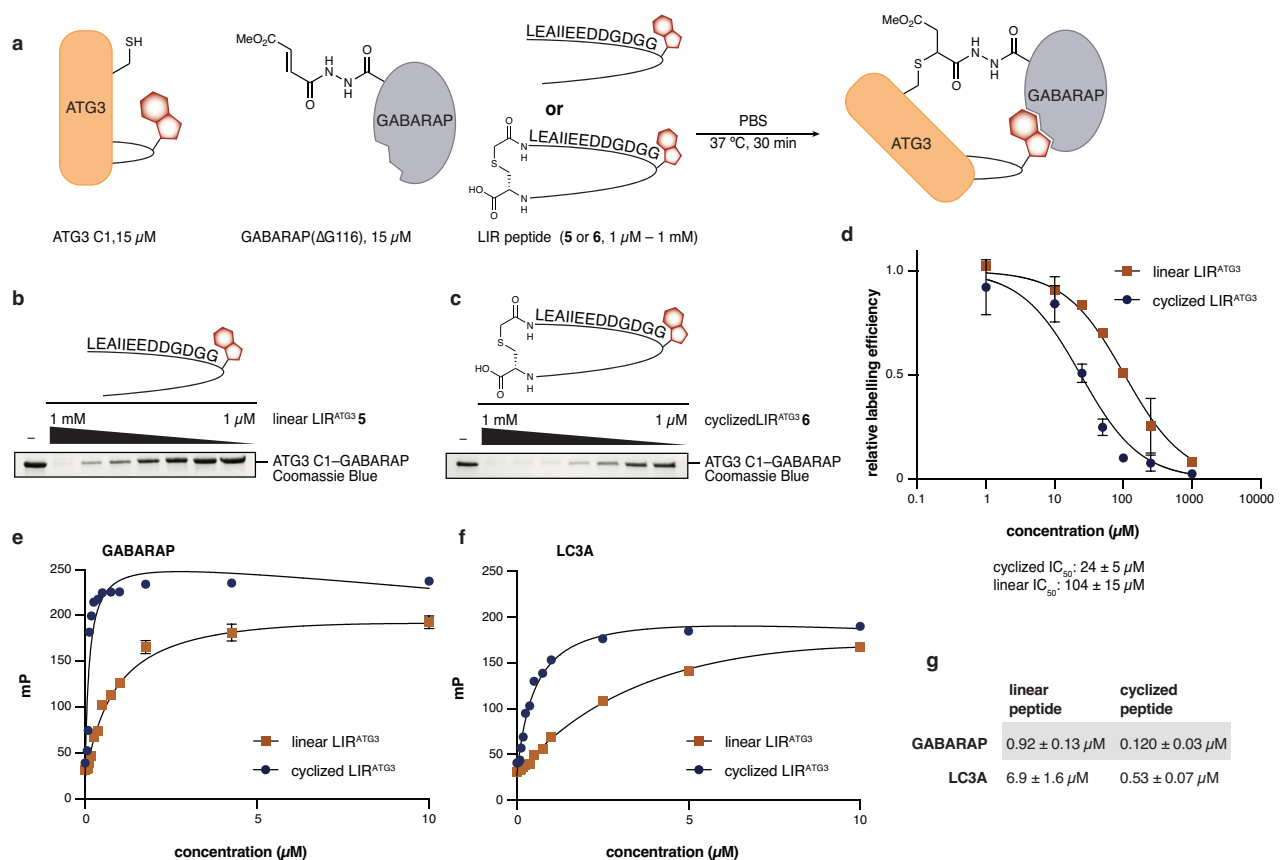 a
SH
ATG3
MeO₂C
O
N
H
H
N
O
GABARAP
LEAIIEEDDGDGG
or
O
N
H
LEAIIEEDDGDGG
S
HO
O
H
N
PBS
37 ºC, 30 min
MeO₂C
S
O
N
H
H
N
O
GABARAP
ATG3
ATG3 C1,15 µM
GABARAP(ΔG116), 15 µM
LIR peptide (5 or 6, 1 µM – 1 mM)
b
LEAIIEEDDGDGG
1 mM
1 µM
linear LIRᴬᵀᴳ³ 5
–
ATG3 C1–GABARAP
Coomassie Blue
c
O
N
H
LEAIIEEDDGDGG
S
HO
O
H
N
1 mM
1 µM
cyclizedLIRᴬᵀᴳ³ 6
–
ATG3 C1–GABARAP
Coomassie Blue
d
relative labelling efficiency
1.0
0.5
0
0.1
1
10
100
1000
10000
concentration (µM)
linear LIRᴬᵀᴳ³
cyclized LIRᴬᵀᴳ³
cyclized IC₅₀: 24 ± 5 µM
linear IC₅₀: 104 ± 15 µM
e
GABARAP
mP
250
200
150
100
50
0
0
5
10
linear LIRᴬᵀᴳ³
cyclized LIRᴬᵀᴳ³
concentration (µM)
f
LC3A
mP
250
200
150
100
50
0
0
5
10
linear LIRᴬᵀᴳ³
cyclized LIRᴬᵀᴳ³
concentration (µM)
g
linear peptide
cyclized peptide
GABARAP 0.92 ± 0.13 µM 0.120 ± 0.03 µM
LC3A 6.9 ± 1.6 µM 0.53 ± 0.07 µM